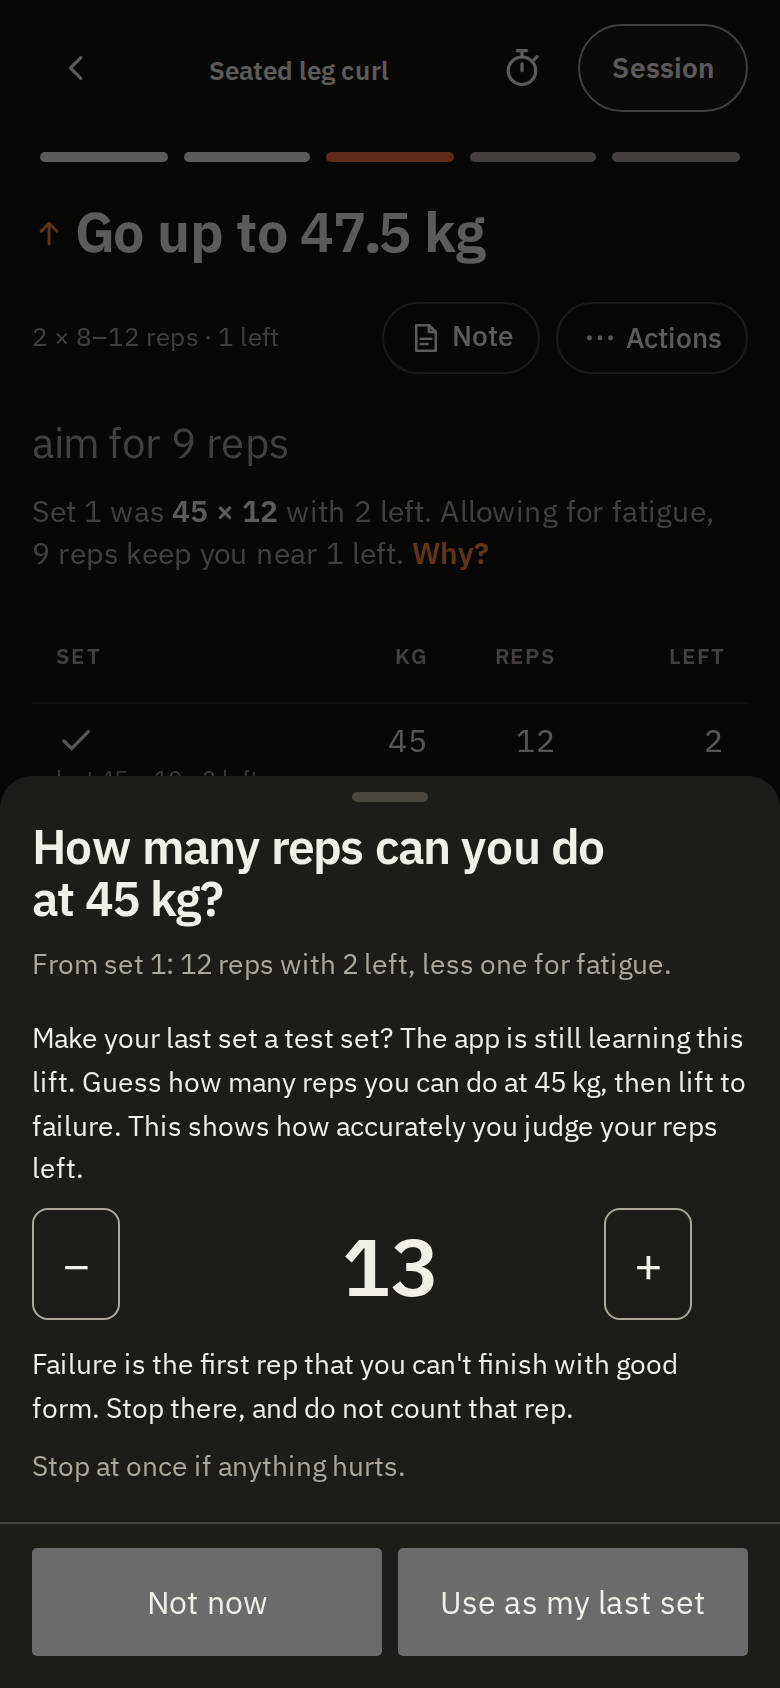 Seated leg curl
Session
↑ Go up to 47.5 kg
2 × 8–12 reps · 1 left
Note
··· Actions
aim for 9 reps
Set 1 was 45 × 12 with 2 left. Allowing for fatigue,
9 reps keep you near 1 left. Why?
SET KG REPS LEFT
✓ 45 12 2
How many reps can you do
at 45 kg?
From set 1: 12 reps with 2 left, less one for fatigue.
Make your last set a test set? The app is still learning this
lift. Guess how many reps you can do at 45 kg, then lift to
failure. This shows how accurately you judge your reps
left.
− 13 +
Failure is the first rep that you can't finish with good
form. Stop there, and do not count that rep.
Stop at once if anything hurts.
Not now
Use as my last set